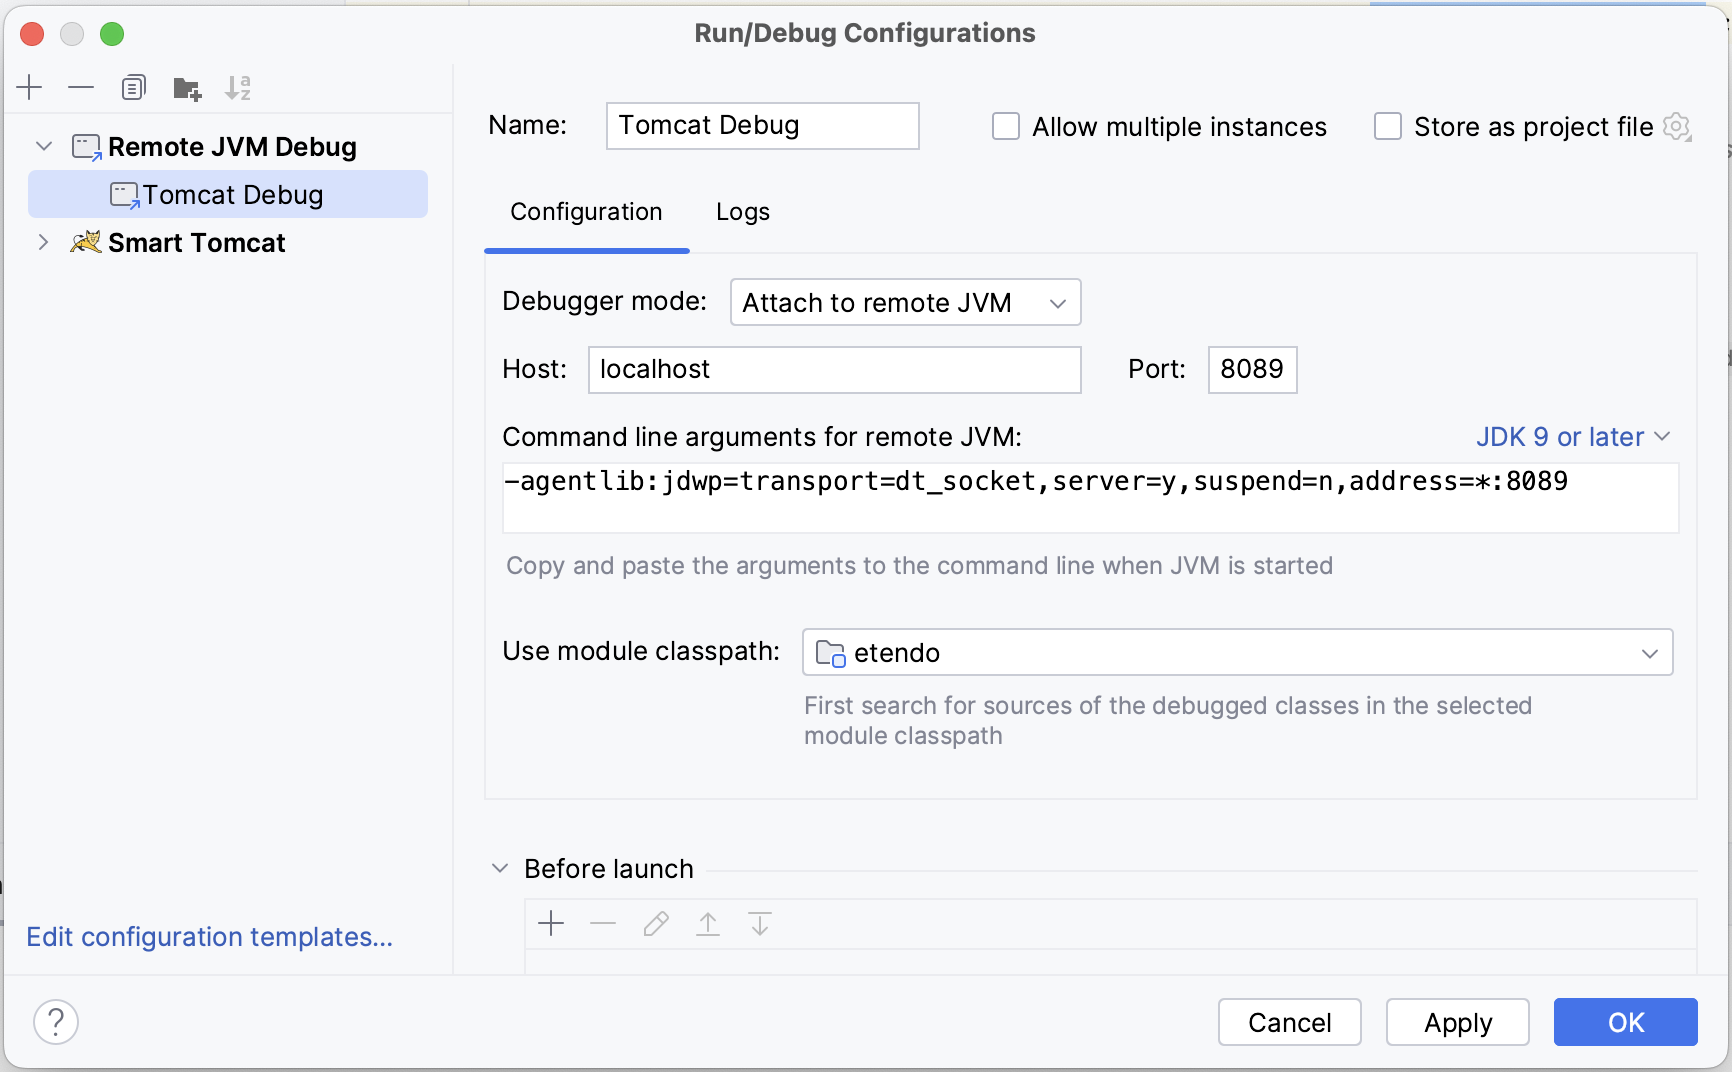 Run/Debug Configurations
Remote JVM Debug
Tomcat Debug
Smart Tomcat
Edit configuration templates...
Name: Tomcat Debug Allow multiple instances Store as project file
Configuration Logs
Debugger mode: Attach to remote JVM
Host: localhost Port: 8089
Command line arguments for remote JVM: JDK 9 or later
-agentlib:jdwp=transport=dt_socket,server=y,suspend=n,address=*:8089
Copy and paste the arguments to the command line when JVM is started
Use module classpath: etendo
First search for sources of the debugged classes in the selected
module classpath
Before launch
? Cancel Apply OK